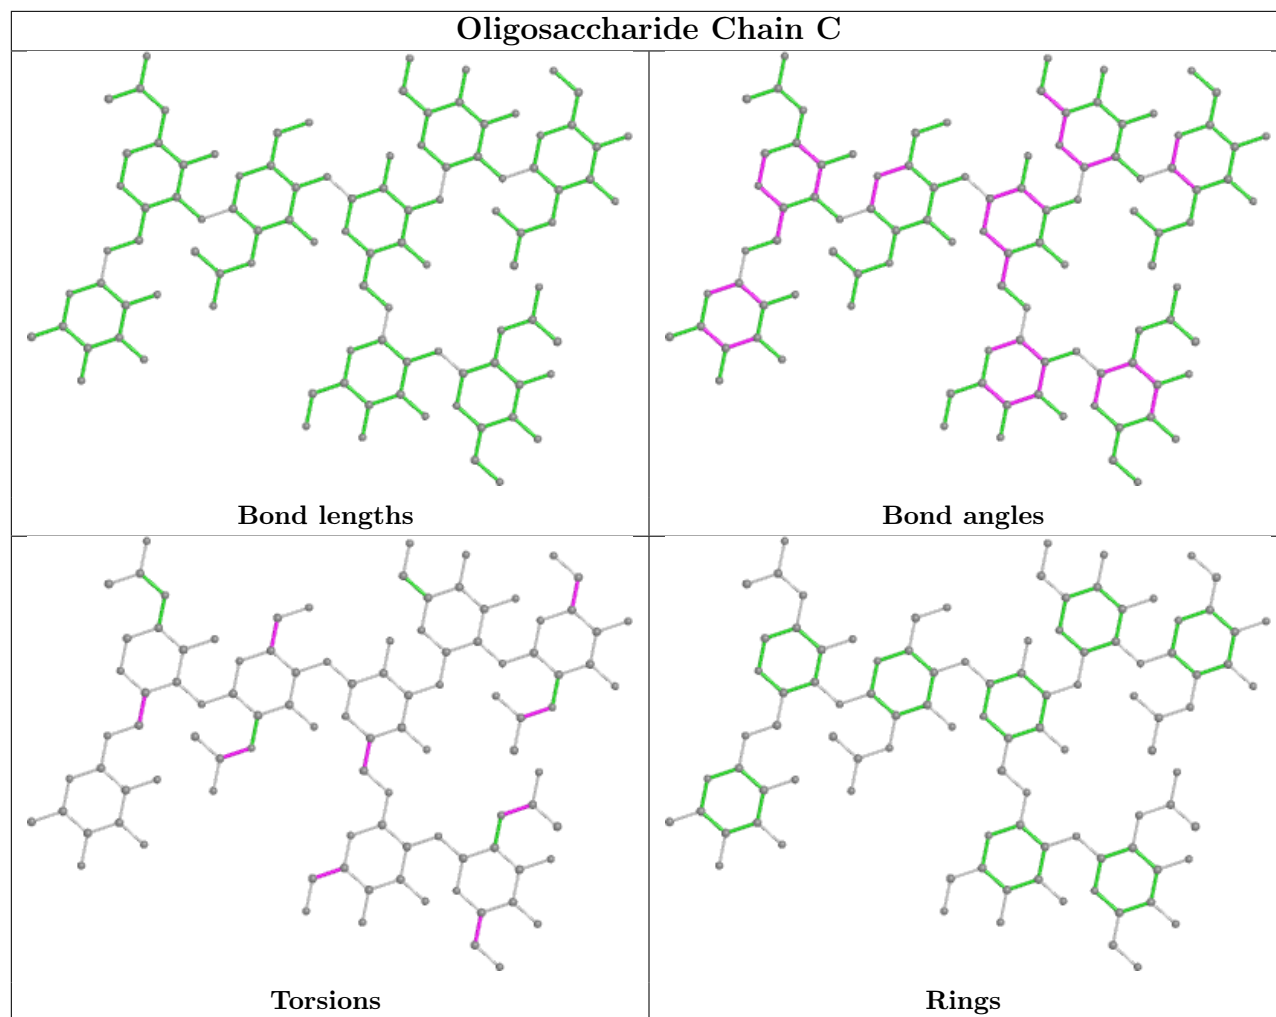 Oligosaccharide Chain C
Bond lengths
Bond angles
Torsions
Rings